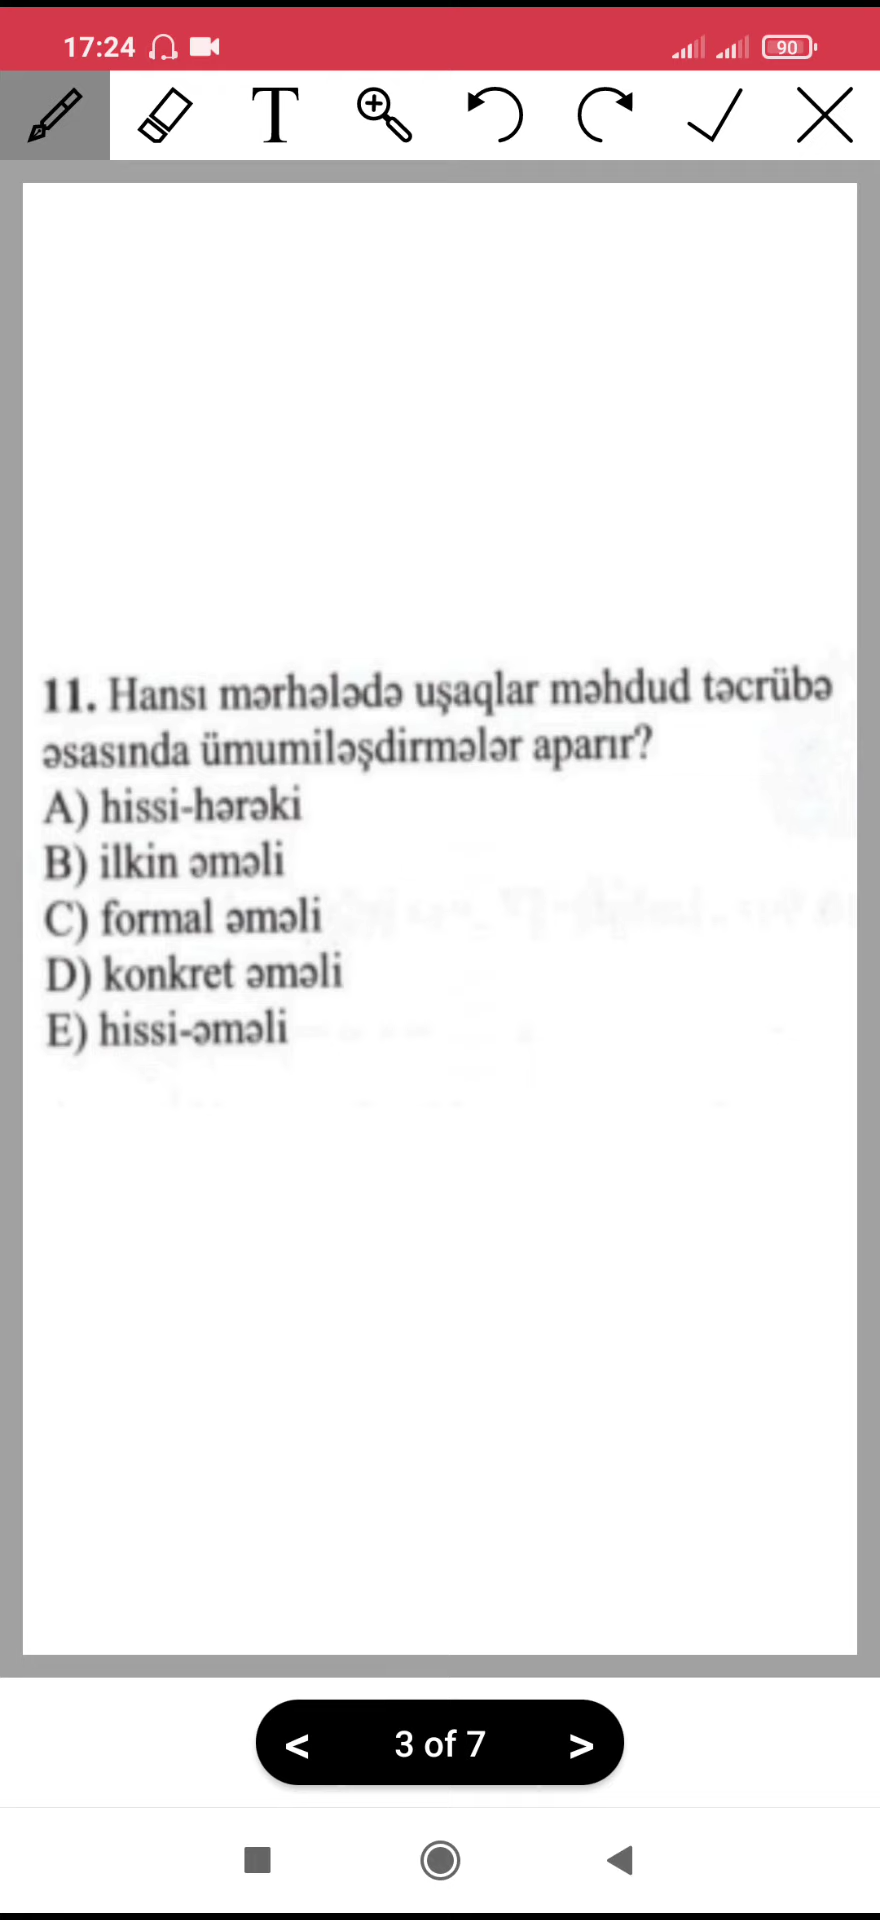 17:24
90
T
11. Hansı mərhələdə uşaqlar məhdud təcrübə
əsasında ümumiləşdirmələr aparır?
A) hissi-hərəki
B) ilkin əməli
C) formal əməli
D) konkret əməli
E) hissi-əməli
< 3 of 7 >